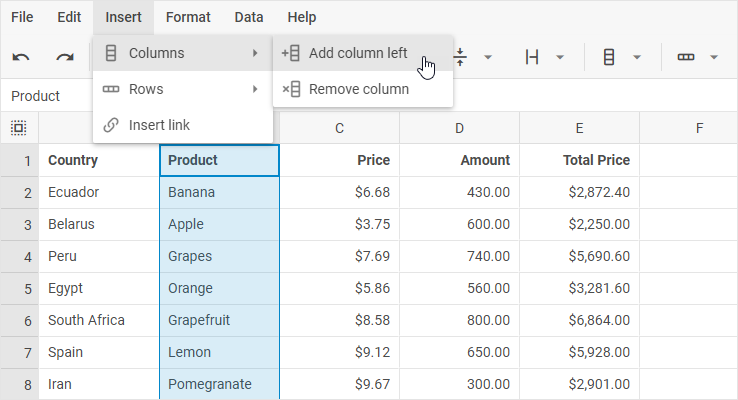 File Edit Insert Format Data Help
Columns Add column left
Product Rows Remove column
Insert link
C D E F
1 Country Product Price Amount Total Price
2 Ecuador Banana $6.68 430.00 $2,872.40
3 Belarus Apple $3.75 600.00 $2,250.00
4 Peru Grapes $7.69 740.00 $5,690.60
5 Egypt Orange $5.86 560.00 $3,281.60
6 South Africa Grapefruit $8.58 800.00 $6,864.00
7 Spain Lemon $9.12 650.00 $5,928.00
8 Iran Pomegranate $9.67 300.00 $2,901.00